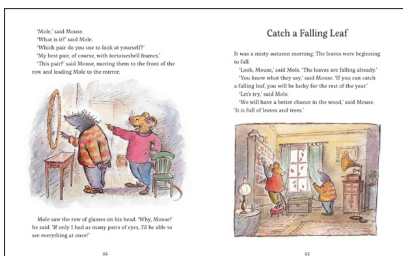 'Mole,' said Mouse.
'What is it?' said Mole.
'Which pair do you use to look at yourself?'
'My best pair, of course, with tortoiseshell frames.'
'This pair?' said Mouse, moving them to the front of the
row and leading Mole to the mirror.
Mole saw the row of glasses on his head. 'Why, Mouse!'
he said. 'If only I had as many pairs of eyes, I'd be able to
see everything at once!'
22
Catch a Falling Leaf
It was a misty autumn morning. The leaves were beginning
to fall.
'Look, Mouse,' said Mole. 'The leaves are falling already.'
'You know what they say,' said Mouse. 'If you can catch
a falling leaf, you will be lucky for the rest of the year.'
'Let's try,' said Mole.
'We will have a better chance in the wood,' said Mouse.
'It is full of leaves and trees.'
23